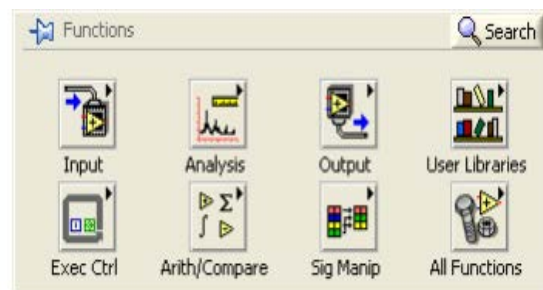 Functions Search
Input Analysis Output User Libraries
Exec Ctrl Arith/Compare Sig Manip All Functions